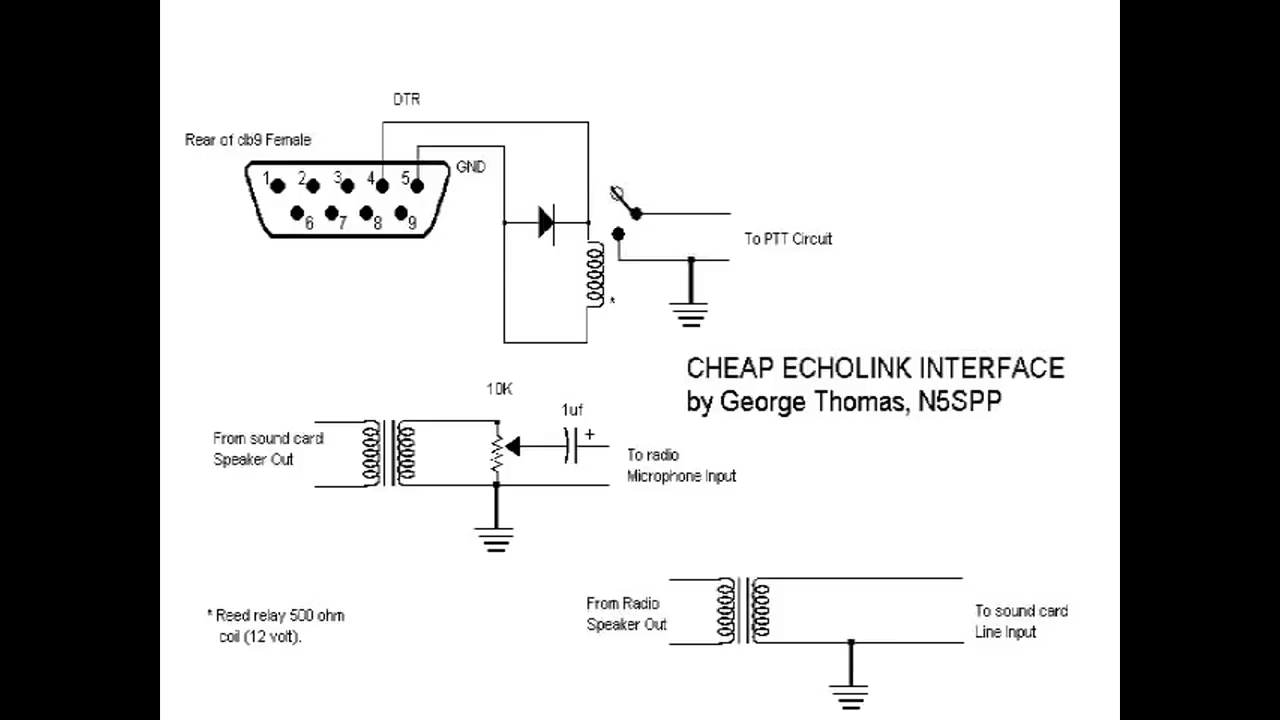 DTR
Rear of db9 Female
GND
1 2 3 4 5
6 7 8 9
To PTT Circuit
*
CHEAP ECHOLINK INTERFACE
by George Thomas, N5SPP
10K
1uf
+
From sound card
Speaker Out
To radio
Microphone Input
From Radio
Speaker Out
To sound card
Line Input
* Reed relay 500 ohm
coil (12 volt).